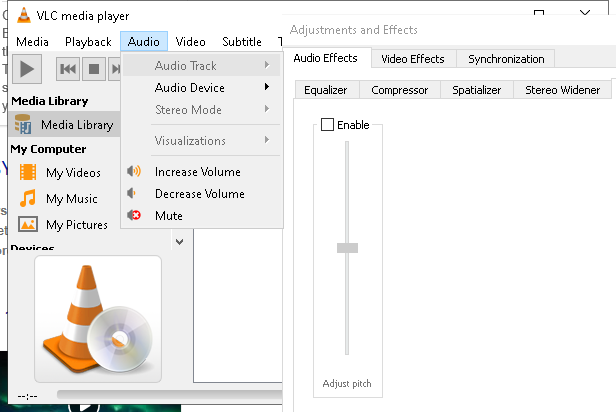 VLC media player
Media Playback Audio Video Subtitle
Audio Track
Audio Device
Stereo Mode
Visualizations
Increase Volume
Decrease Volume
Mute
Media Library
Media Library
My Computer
My Videos
My Music
My Pictures
Devices
--:--
Adjustments and Effects
Audio Effects Video Effects Synchronization
Equalizer Compressor Spatializer Stereo Widener
Enable
Adjust pitch